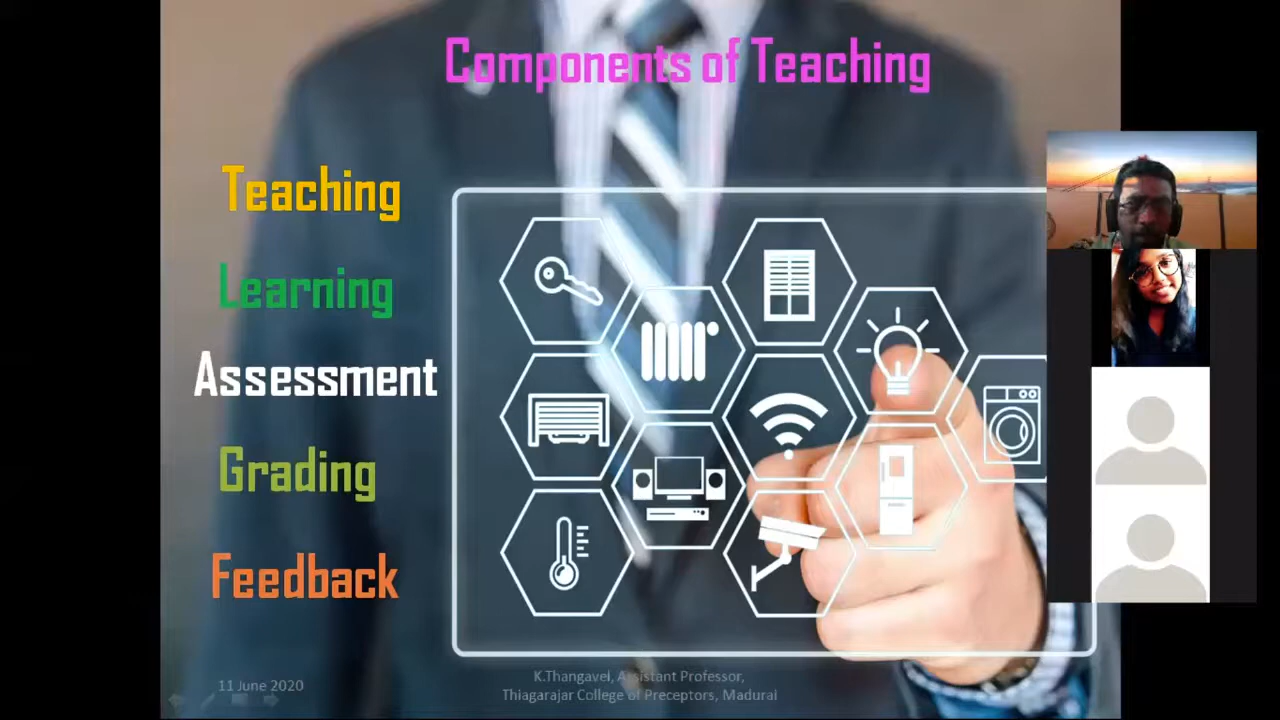 Components of Teaching
Teaching
Learning
Assessment
Grading
Feedback
11 June 2020
K.Thangavel, Assistant Professor,
Thiagarajar College of Preceptors, Madurai